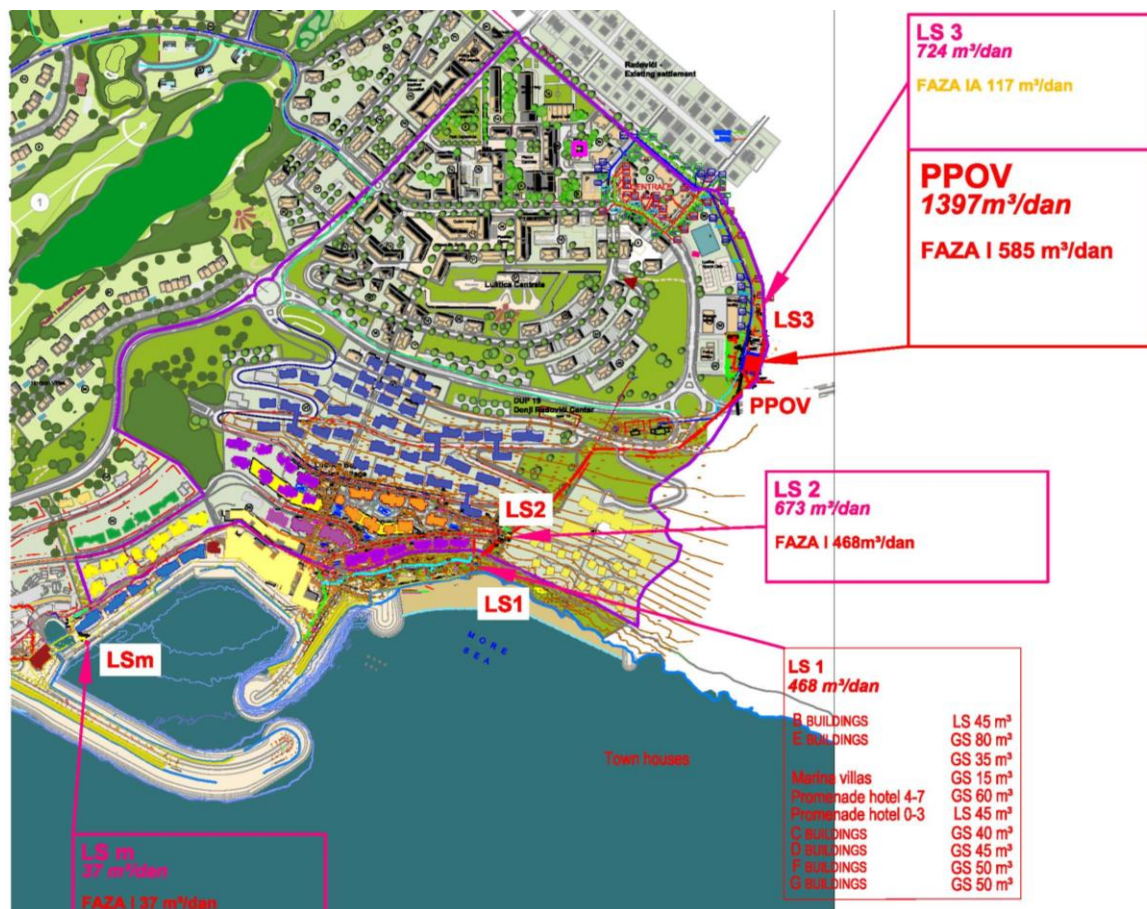 LS 3
724 m³/dan
FAZA IA 117 m³/dan
PPOV
1397m³/dan
FAZA I 585 m³/dan
Radovići -
Existing settlement
CENTRALE
1
Luštica Centrale
LS3
PPOV
DUP 19
Donji Radovići Centar
LS2
LS 2
673 m³/dan
FAZA I 468m³/dan
LS1
MORE
SEA
LSm
LS 1
468 m³/dan
B BUILDINGS LS 45 m³
E BUILDINGS GS 80 m³
GS 35 m³
Marina villas GS 15 m³
Promenade hotel 4-7 GS 60 m³
Promenade hotel 0-3 LS 45 m³
C BUILDINGS GS 40 m³
D BUILDINGS GS 45 m³
F BUILDINGS GS 50 m³
G BUILDINGS GS 50 m³
Town houses
LS m
37 m³/dan
FAZA I 37 m³/dan